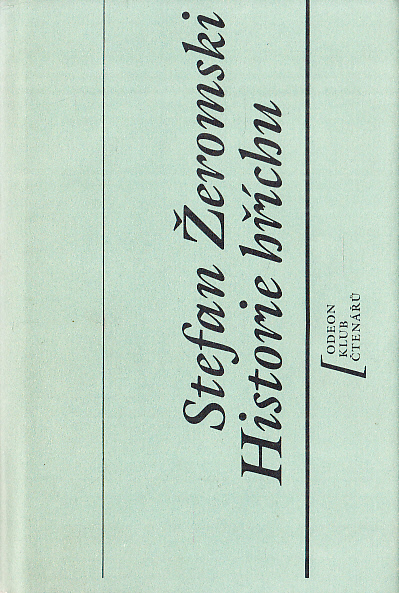 Stefan Žeromski
Historie hříchu
[ODEON
KLUB
ČTENÁŘŮ